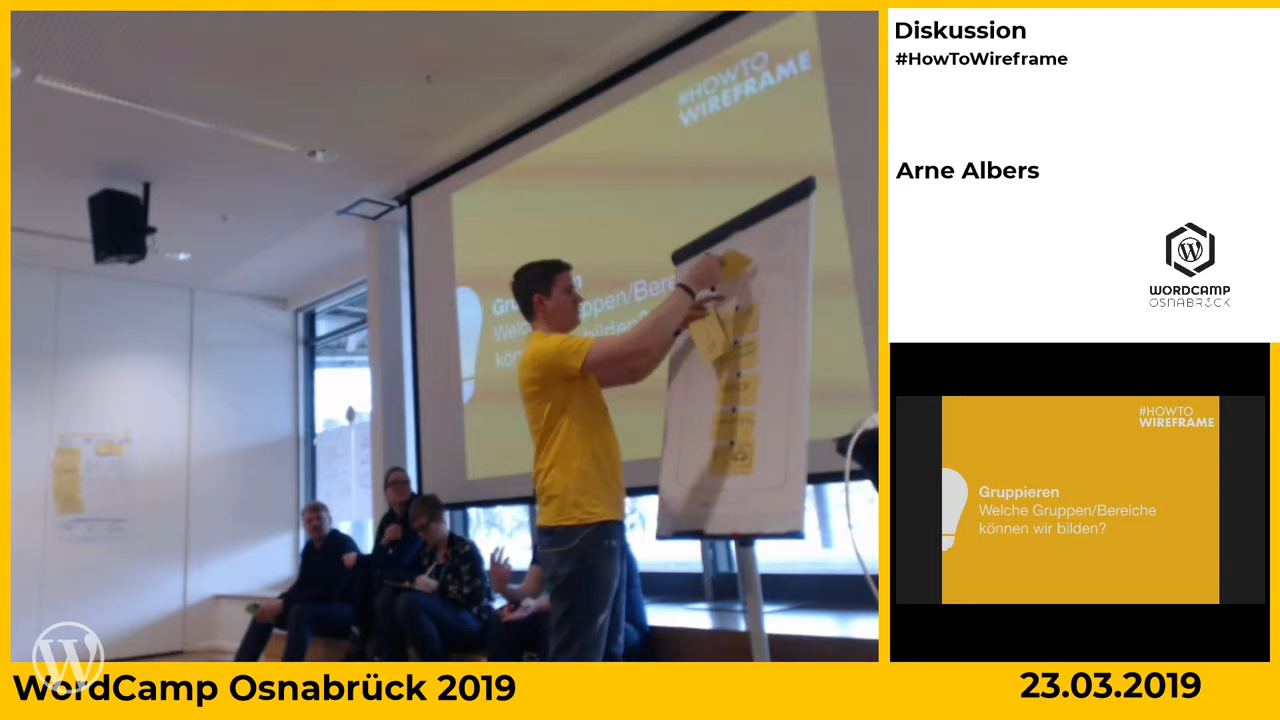 Diskussion
#HowToWireframe
Arne Albers
WORDCAMP
OSNABRÜCK
#HOWTO
WIREFRAME
#HOWTO
WIREFRAME
Gruppieren
Welche Gruppen/Bereiche
können wir bilden?
WordCamp Osnabrück 2019
23.03.2019